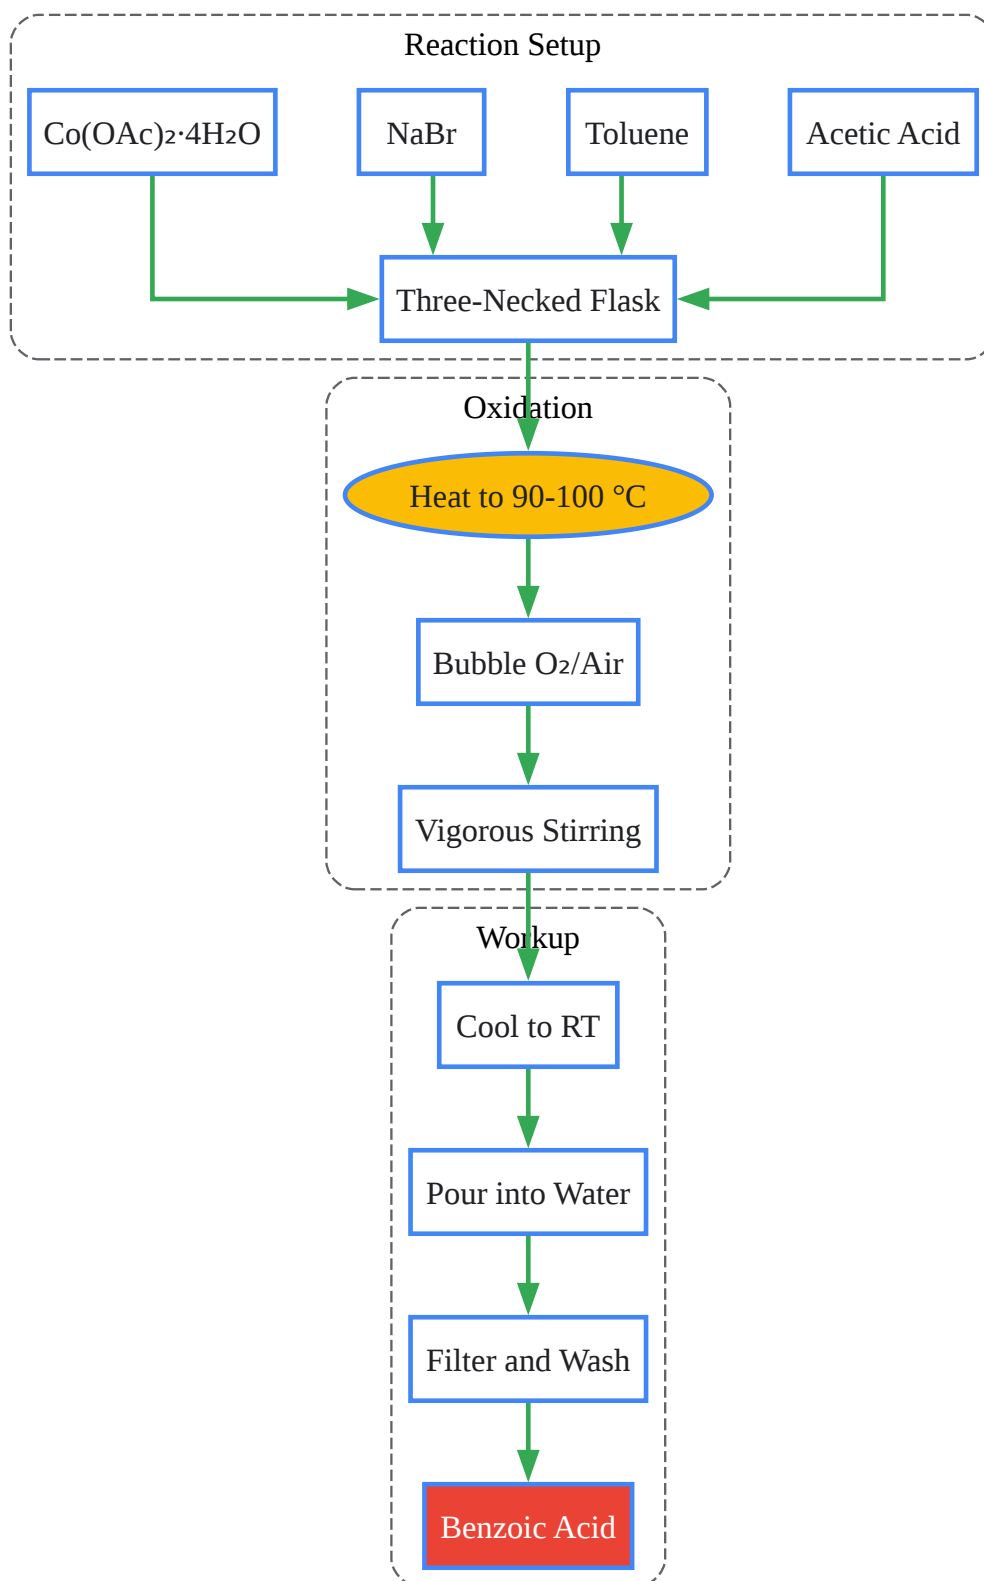 Reaction Setup
Co(OAc)₂·4H₂O
NaBr
Toluene
Acetic Acid
Three-Necked Flask
Oxidation
Heat to 90-100 °C
Bubble O₂/Air
Vigorous Stirring
Workup
Cool to RT
Pour into Water
Filter and Wash
Benzoic Acid